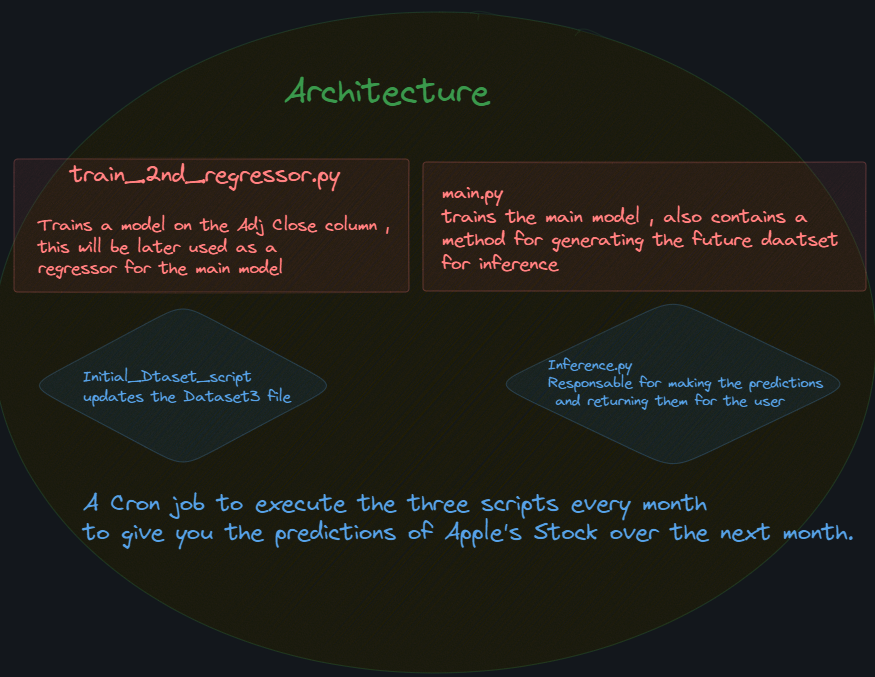 Architecture
train_2nd_regressor.py
Trains a model on the Adj Close column ,
this will be later used as a
regressor for the main model
main.py
trains the main model , also contains a
method for generating the future daatset
for inference
Initial_Dtaset_script
updates the Dataset3 file
Inference.py
Responsable for making the predictions
and returning them for the user
A Cron job to execute the three scripts every month
to give you the predictions of Apple's Stock over the next month.